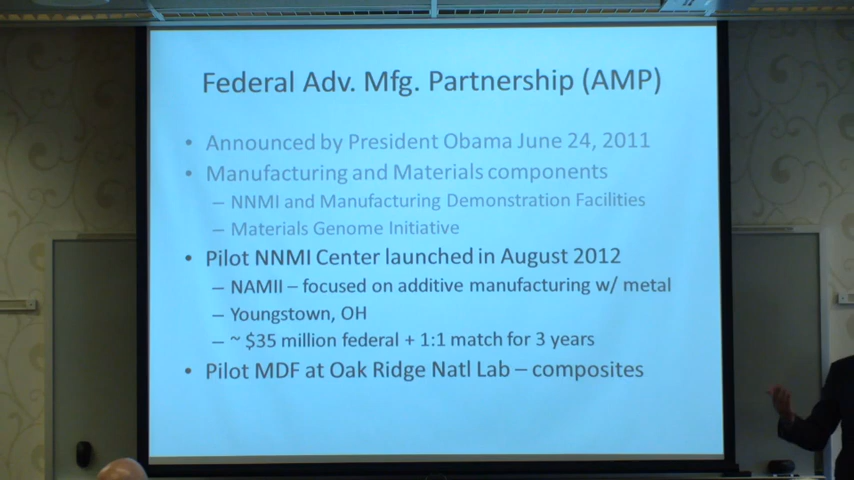 Federal Adv. Mfg. Partnership (AMP)
• Announced by President Obama June 24, 2011
• Manufacturing and Materials components
– NNMI and Manufacturing Demonstration Facilities
– Materials Genome Initiative
• Pilot NNMI Center launched in August 2012
– NAMII – focused on additive manufacturing w/ metal
– Youngstown, OH
– ~ $35 million federal + 1:1 match for 3 years
• Pilot MDF at Oak Ridge Natl Lab – composites